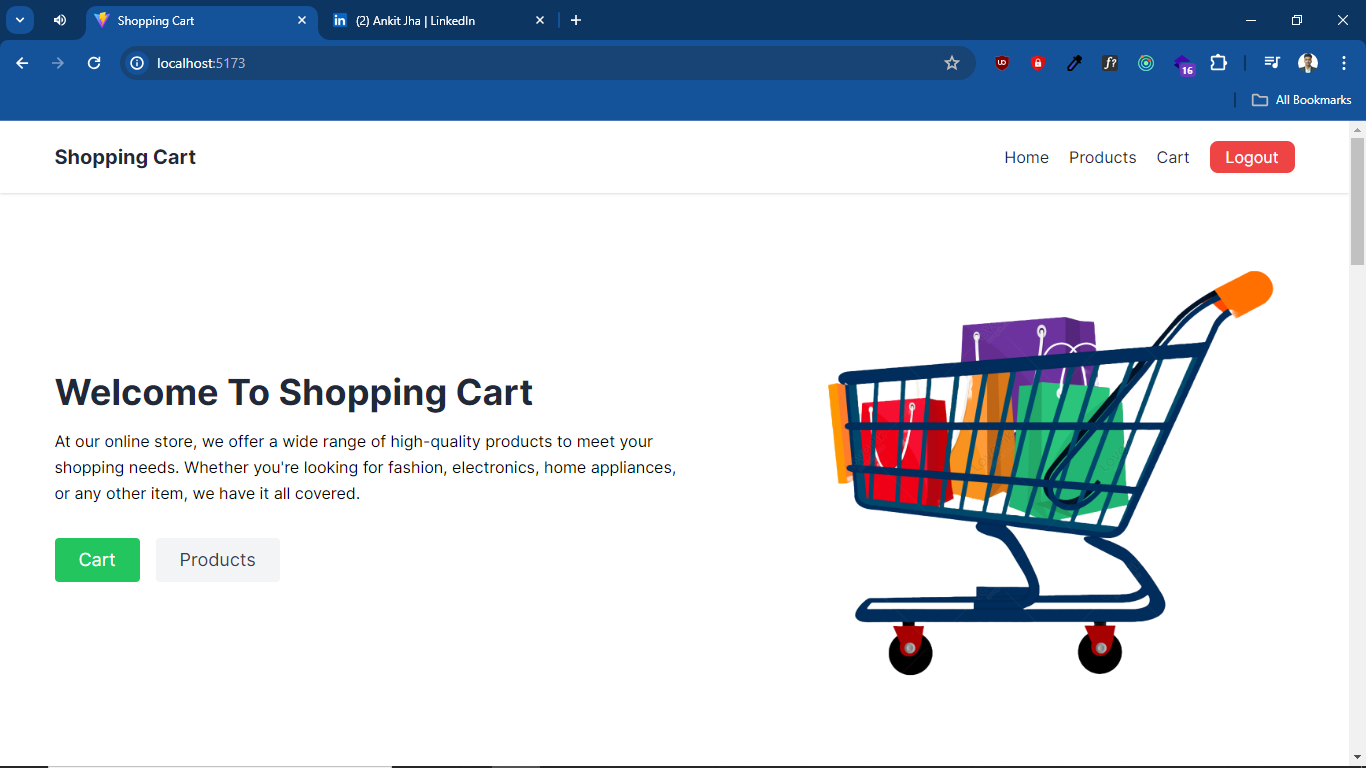 Shopping Cart
(2) Ankit Jha | LinkedIn
localhost:5173
UD
f?
16
All Bookmarks
Shopping Cart
Home
Products
Cart
Logout
Welcome To Shopping Cart
At our online store, we offer a wide range of high-quality products to meet your
shopping needs. Whether you're looking for fashion, electronics, home appliances,
or any other item, we have it all covered.
Cart
Products